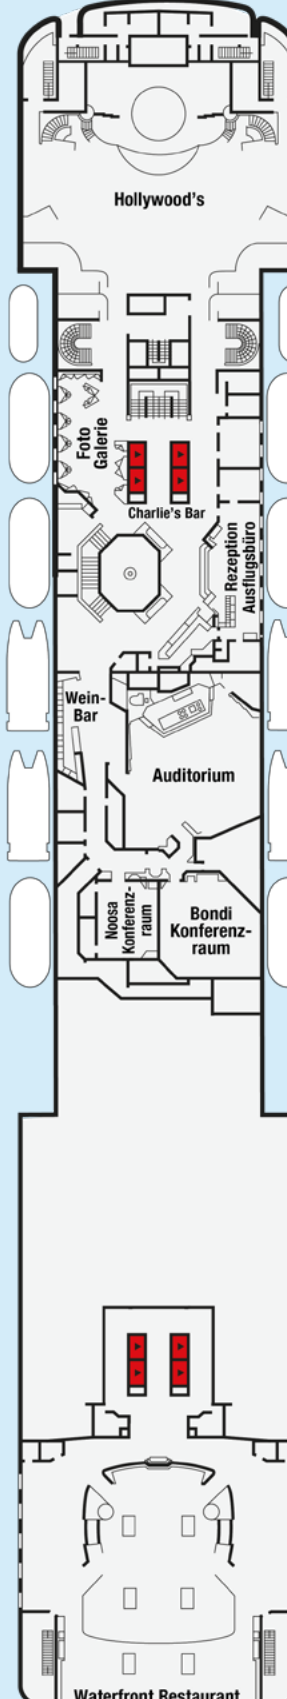 Hollywood's
Foto
Galerie
Charlie's Bar
Rezeption
Ausflugsbüro
Wein-
Bar
Auditorium
Noosa
Konferenz-
raum
Bondi
Konferenz-
raum
Waterfront Restaurant